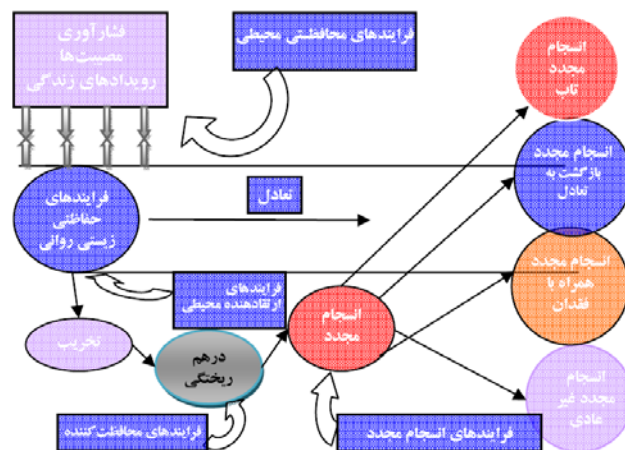 فشارآوری
مصیبت‌ها
رویدادهای زندگی
فرایندهای محافظتی محیطی
انسجام
مجدد
تاب
انسجام مجدد
بازگشت به
تعادل
فرایندهای
حفاظتی
زیستی روانی
تعادل
انسجام مجدد
همراه با
فقدان
فرایندهای
ارتقادهنده محیطی
انسجام
مجدد
تخریب
درهم
ریختگی
انسجام
مجدد غیر
عادی
فرایندهای محافظت کننده
فرایندهای انسجام مجدد